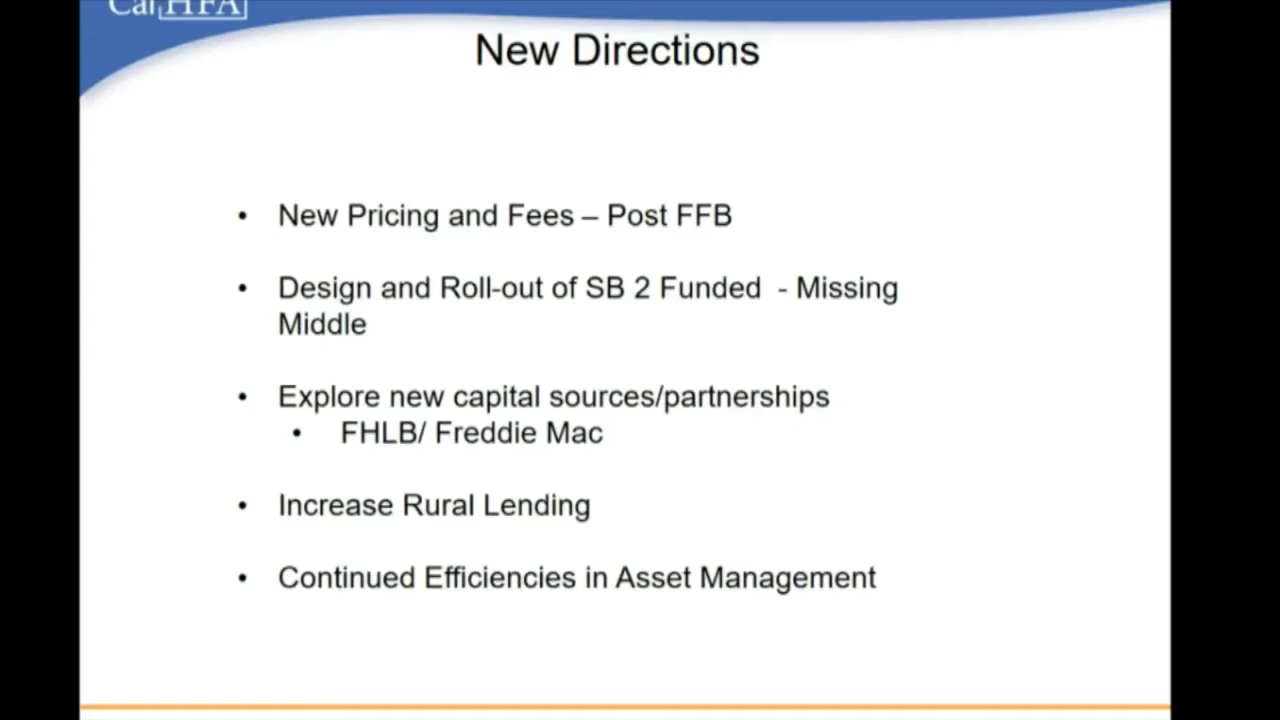 CalHFA
New Directions
• New Pricing and Fees – Post FFB
• Design and Roll-out of SB 2 Funded  - Missing
Middle
• Explore new capital sources/partnerships
• FHLB/ Freddie Mac
• Increase Rural Lending
• Continued Efficiencies in Asset Management